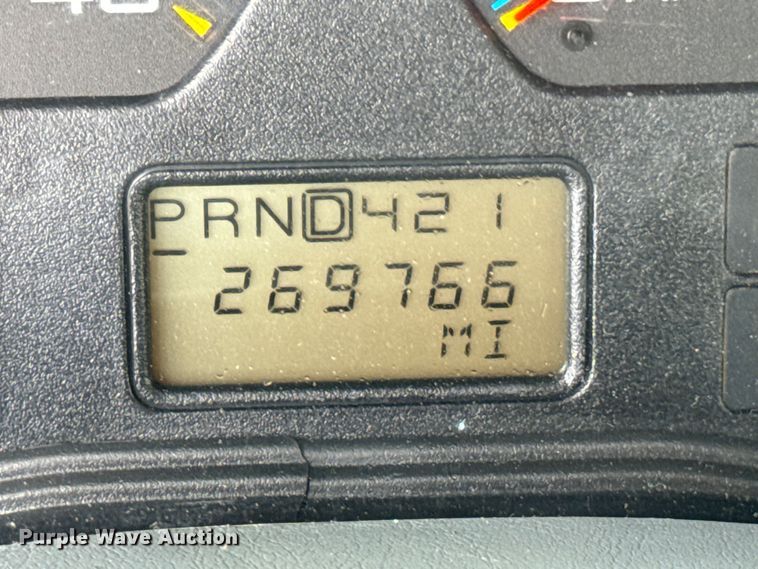 PRND421
269766
MI
Purple Wave Auction